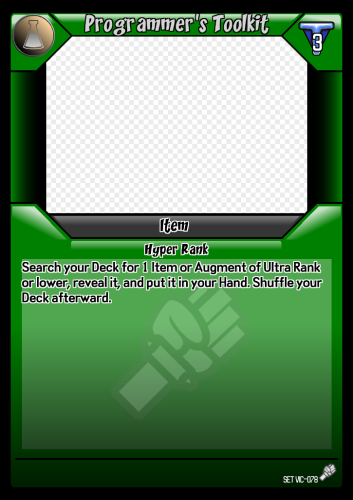 Programmer's Toolkit
3
Item
Hyper Rank
Search your Deck for 1 Item or Augment of Ultra Rank
or lower, reveal it, and put it in your Hand. Shuffle your
Deck afterward.
SET VIC-078